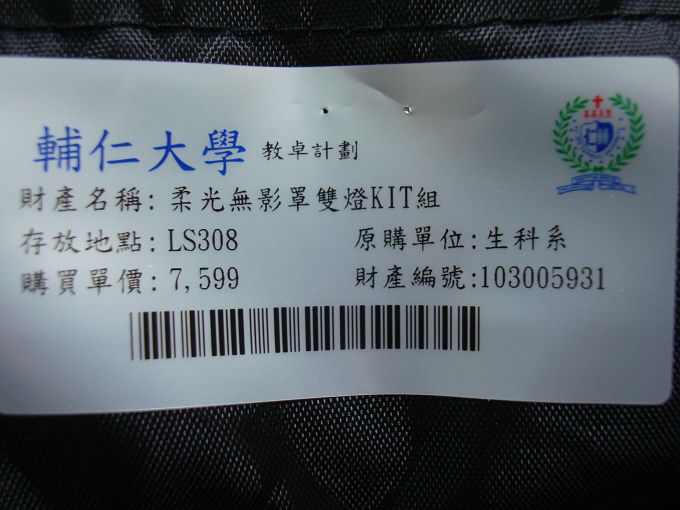 輔仁大學 教卓計劃
財產名稱: 柔光無影罩雙燈KIT組
存放地點: LS308 原購單位: 生科系
購買單價: 7,599 財產編號:103005931